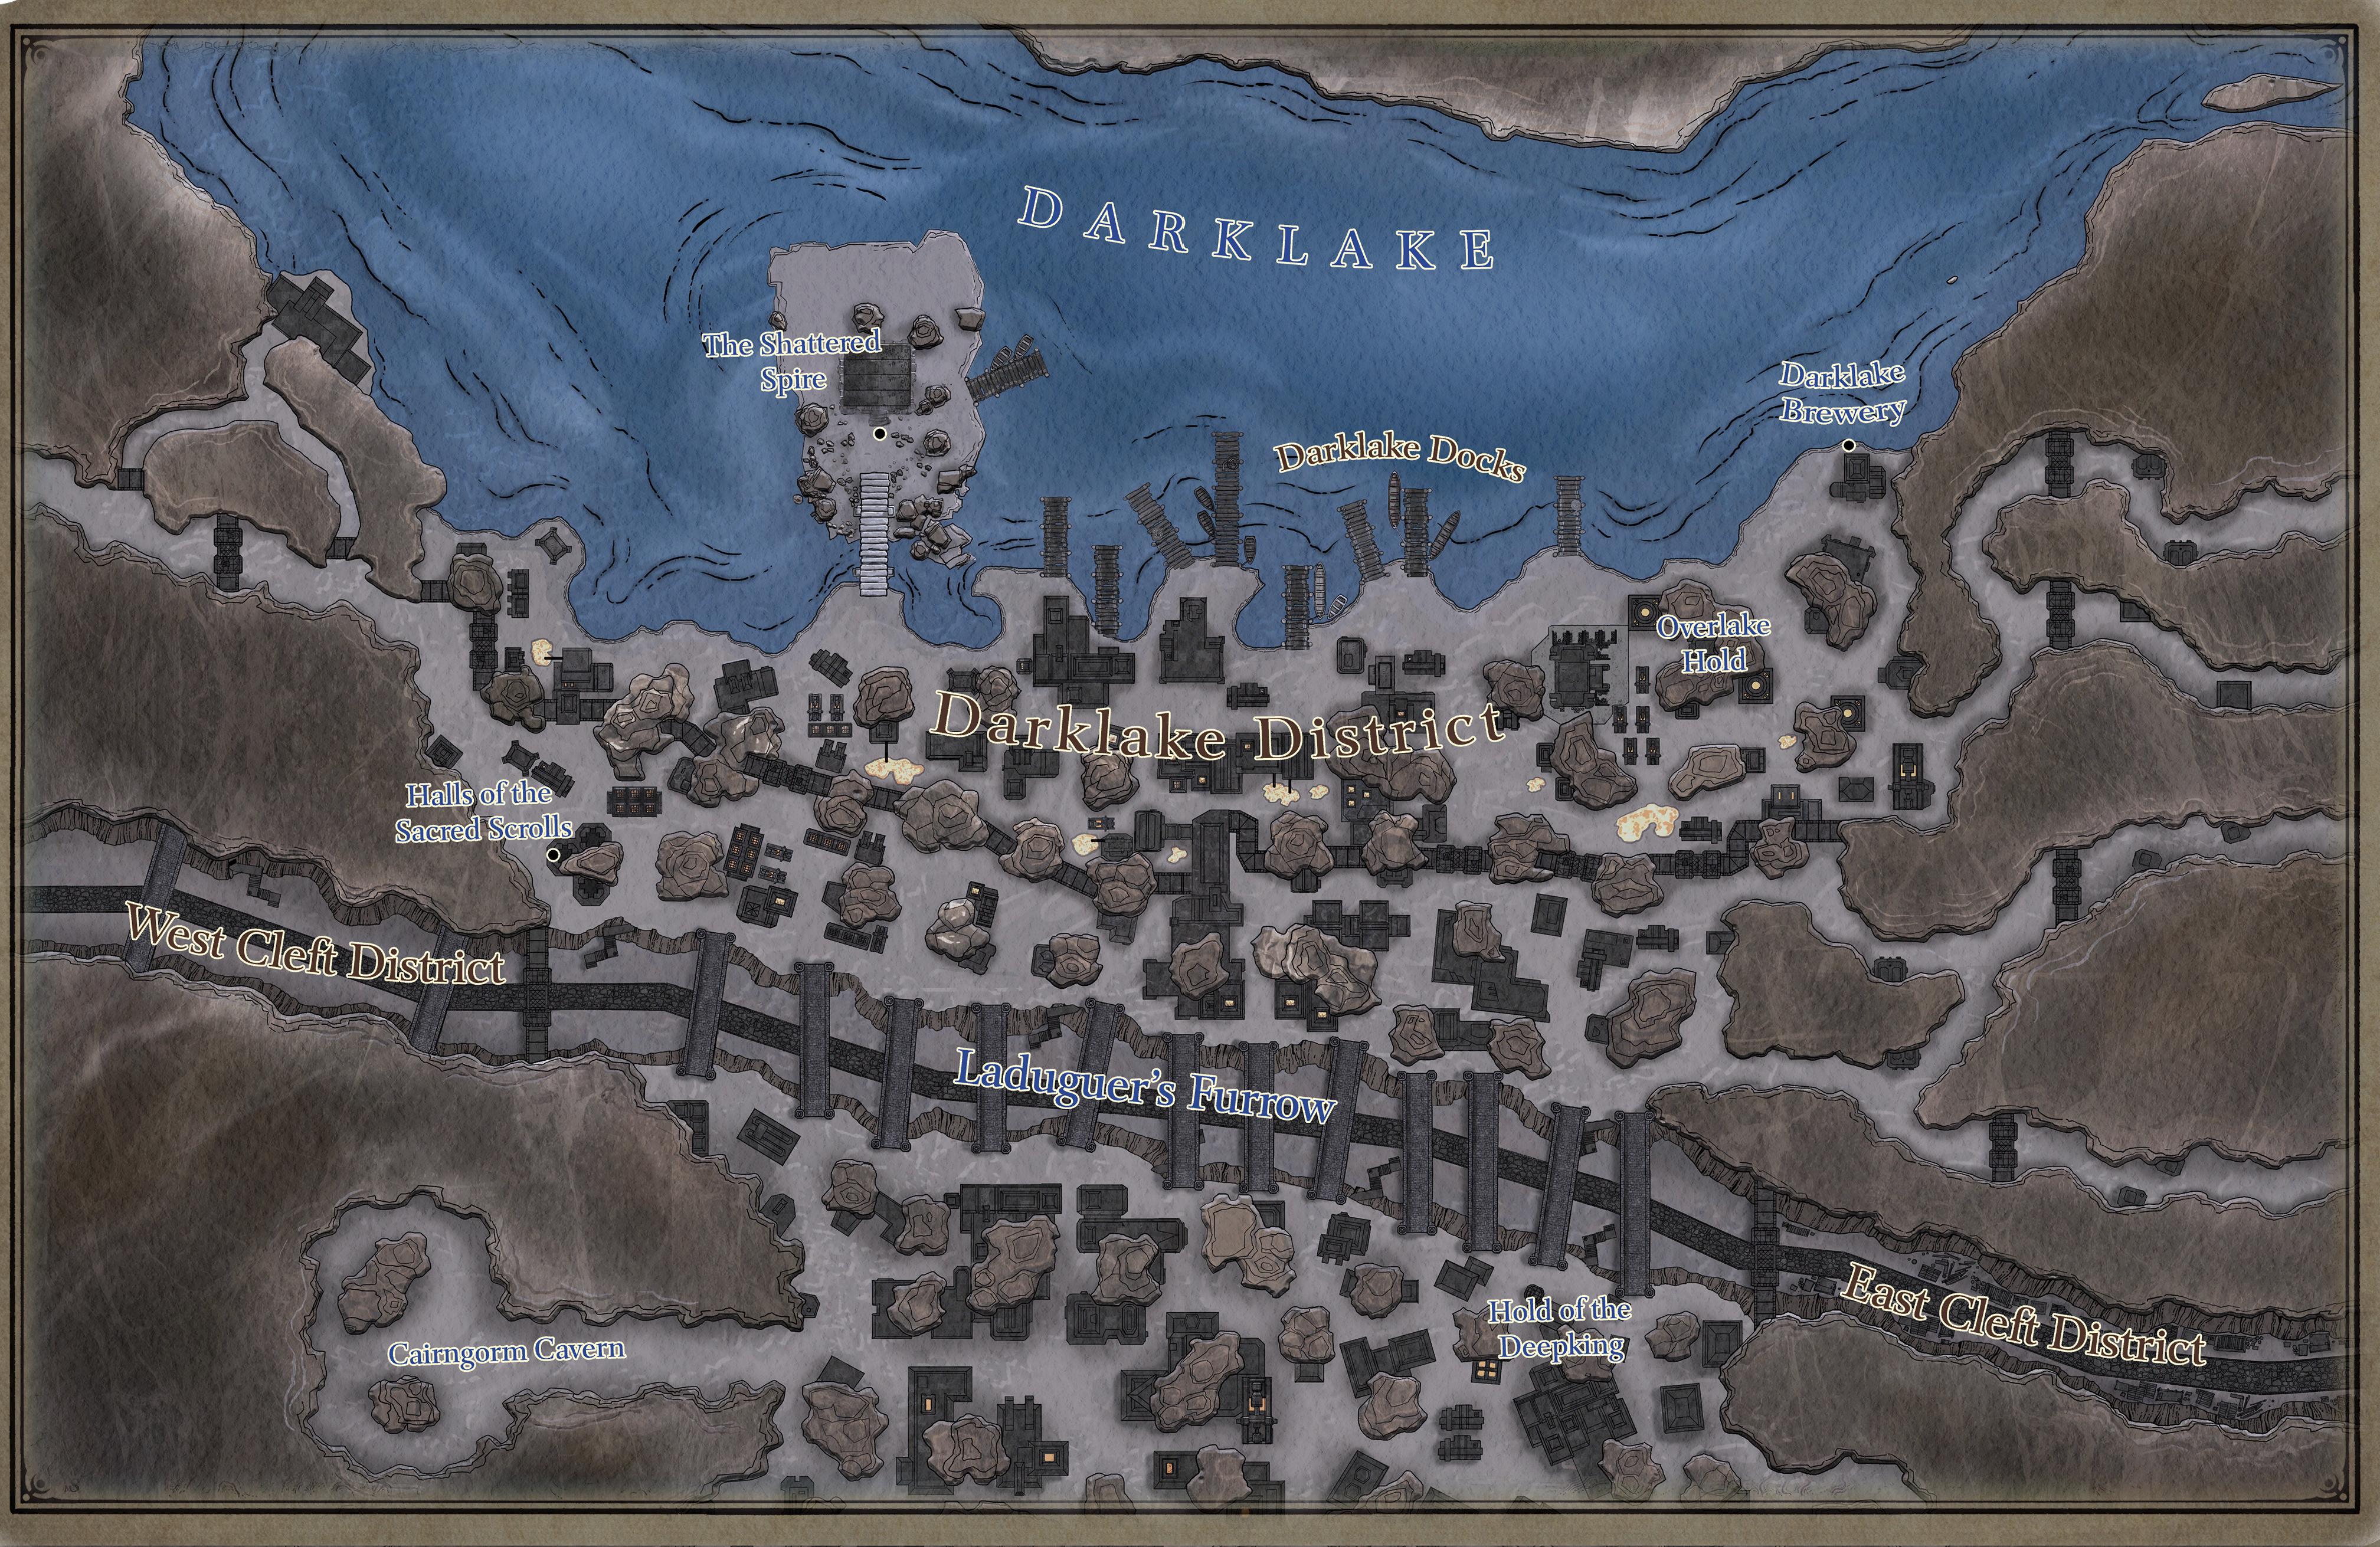 DARKLAKE
The Shattered
Spire
Darklake
Brewery
Darklake Docks
Overlake
Hold
Darklake District
Halls of the
Sacred Scrolls
West Cleft District
Laduguer's Furrow
East Cleft District
Hold of the
Deepking
Cairngorm Cavern